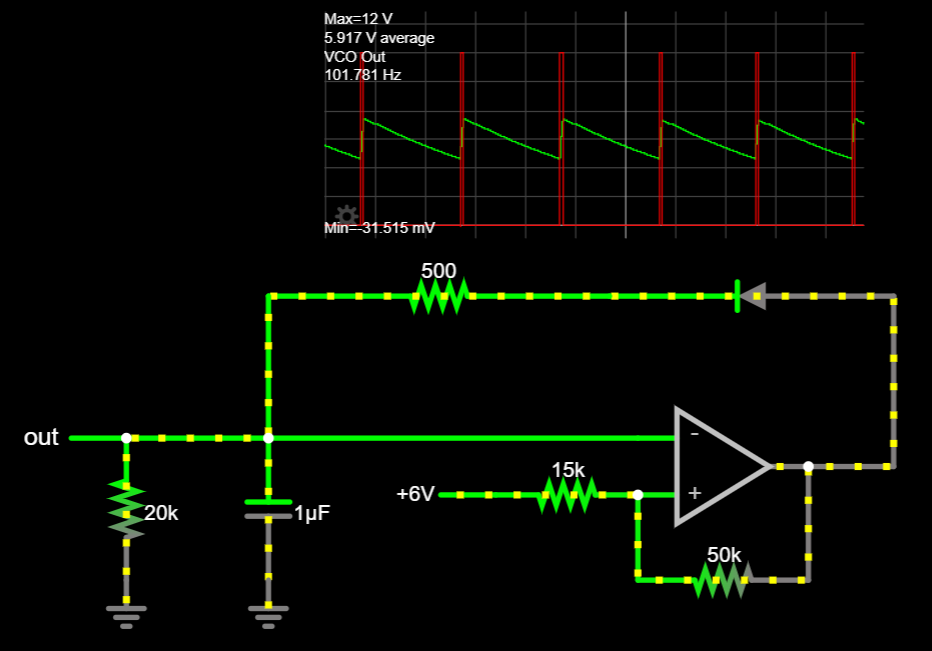 Max=12 V
5.917 V average
VCO Out
101.781 Hz
Min=-31.515 mV
500
out
-
20k
1μF
+6V
15k
+
50k